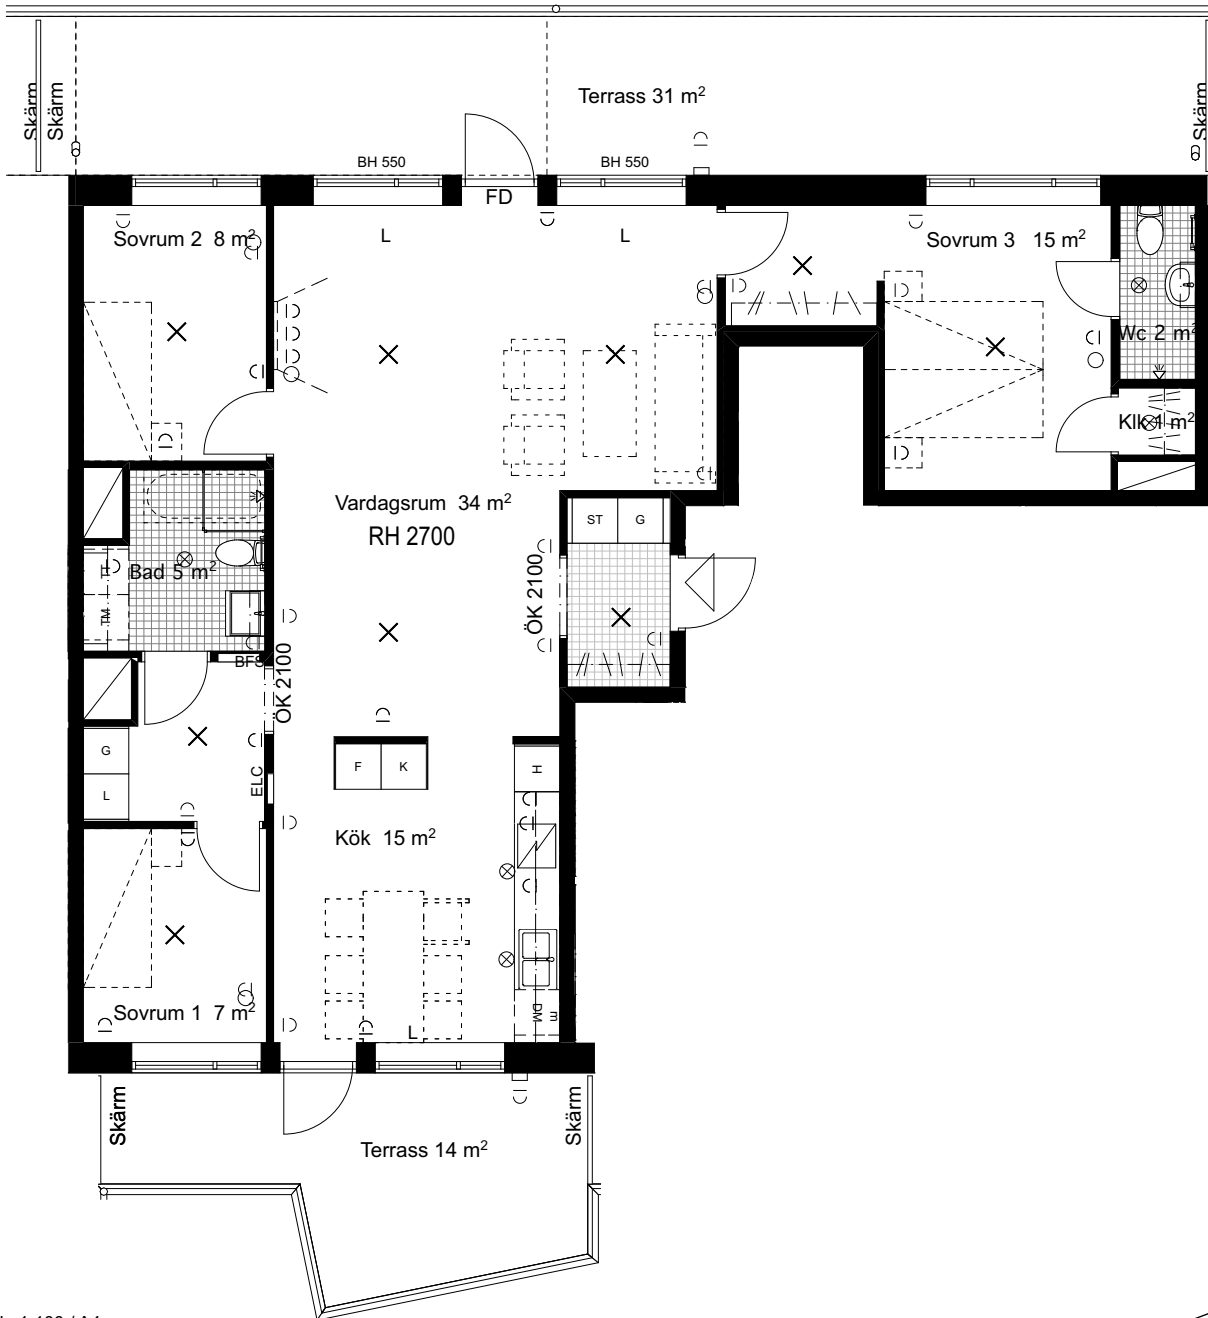 Terrass 31 m²
Skärm
Skärm
Skärm
BH 550
BH 550
FD
L
L
Sovrum 2 8 m²
Sovrum 3 15 m²
Wc 2 m²
Klk 1 m²
Vardagsrum 34 m²
RH 2700
ST
G
ÖK 2100
TT
Bad 5 m²
TM
BFS
ÖK 2100
G
L
ELC
F
K
H
Kök 15 m²
Sovrum 1 7 m²
DM
m
L
Skärm
Skärm
Terrass 14 m²